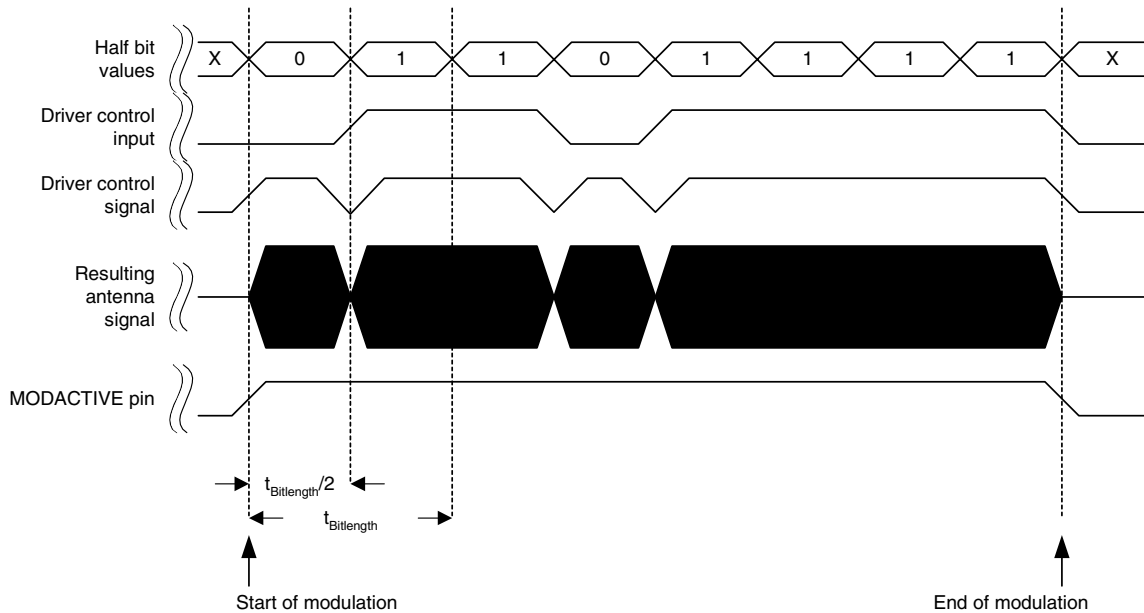 Half bit
values
X 0 1 1 0 1 1 1 1 X
Driver control
input
Driver control
signal
Resulting
antenna
signal
MODACTIVE pin
tBitlength/2
tBitlength
Start of modulation
End of modulation